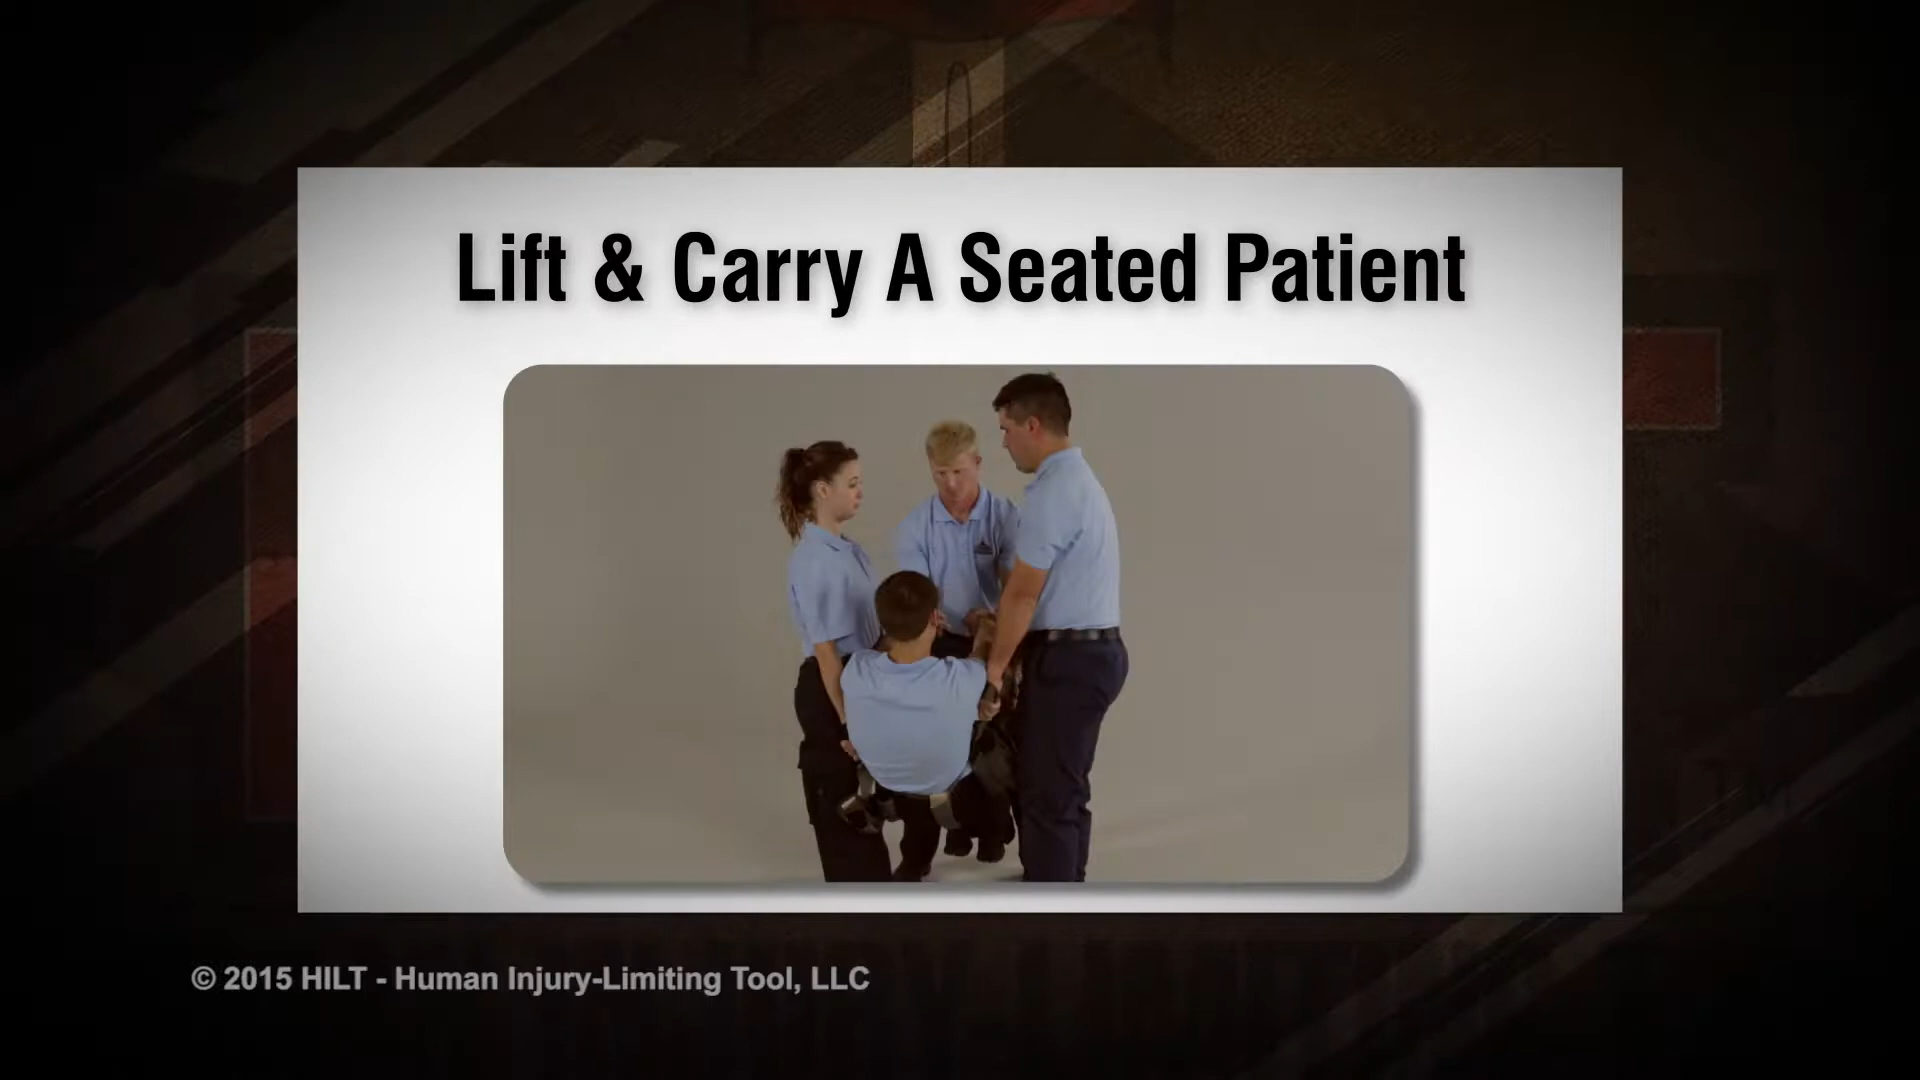 Lift & Carry A Seated Patient
© 2015 HILT - Human Injury-Limiting Tool, LLC